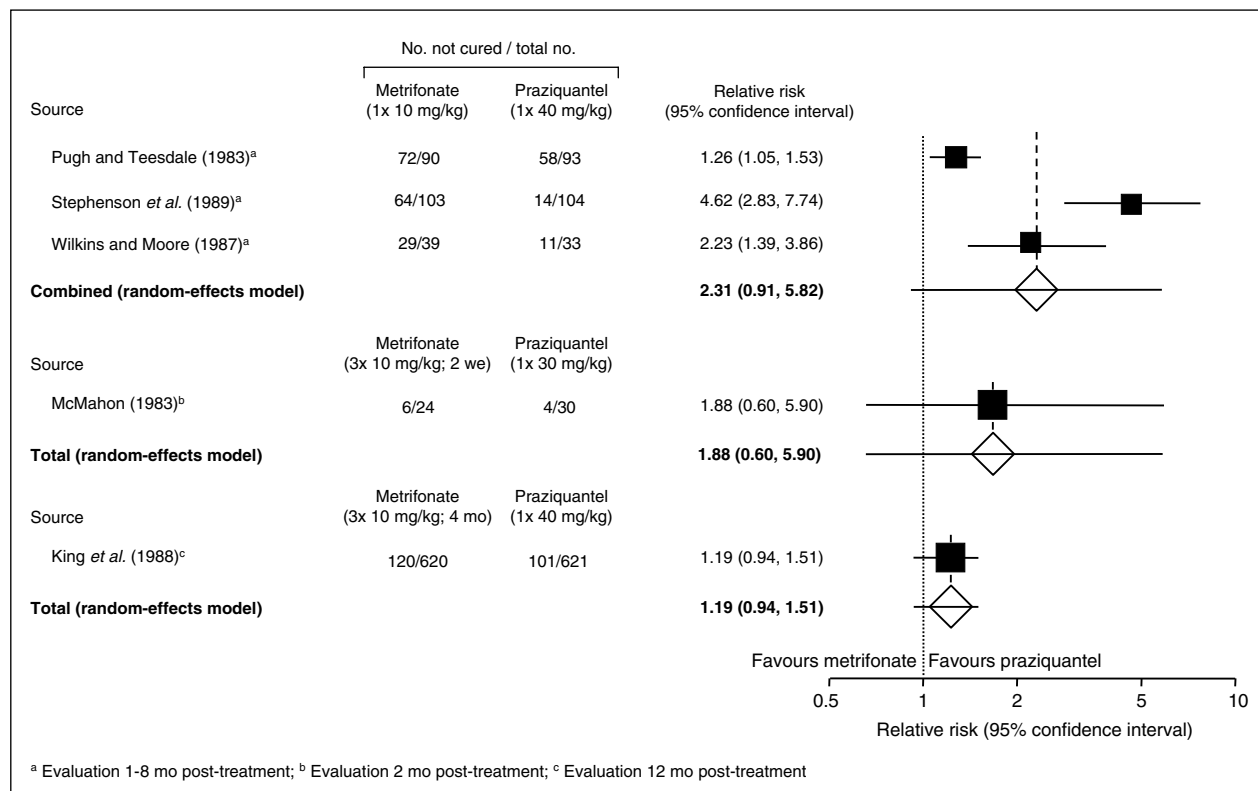 No. not cured / total no.
Source
Metrifonate
(1x 10 mg/kg)
Praziquantel
(1x 40 mg/kg)
Relative risk
(95% confidence interval)
Pugh and Teesdale (1983)ᵃ 72/90 58/93 1.26 (1.05, 1.53)
Stephenson et al. (1989)ᵃ 64/103 14/104 4.62 (2.83, 7.74)
Wilkins and Moore (1987)ᵃ 29/39 11/33 2.23 (1.39, 3.86)
Combined (random-effects model) 2.31 (0.91, 5.82)
Source
Metrifonate
(3x 10 mg/kg; 2 we)
Praziquantel
(1x 30 mg/kg)
McMahon (1983)ᵇ 6/24 4/30 1.88 (0.60, 5.90)
Total (random-effects model) 1.88 (0.60, 5.90)
Source
Metrifonate
(3x 10 mg/kg; 4 mo)
Praziquantel
(1x 40 mg/kg)
King et al. (1988)ᶜ 120/620 101/621 1.19 (0.94, 1.51)
Total (random-effects model) 1.19 (0.94, 1.51)
Favours metrifonate Favours praziquantel
0.5 1 2 5 10
Relative risk (95% confidence interval)
ᵃ Evaluation 1-8 mo post-treatment; ᵇ Evaluation 2 mo post-treatment; ᶜ Evaluation 12 mo post-treatment